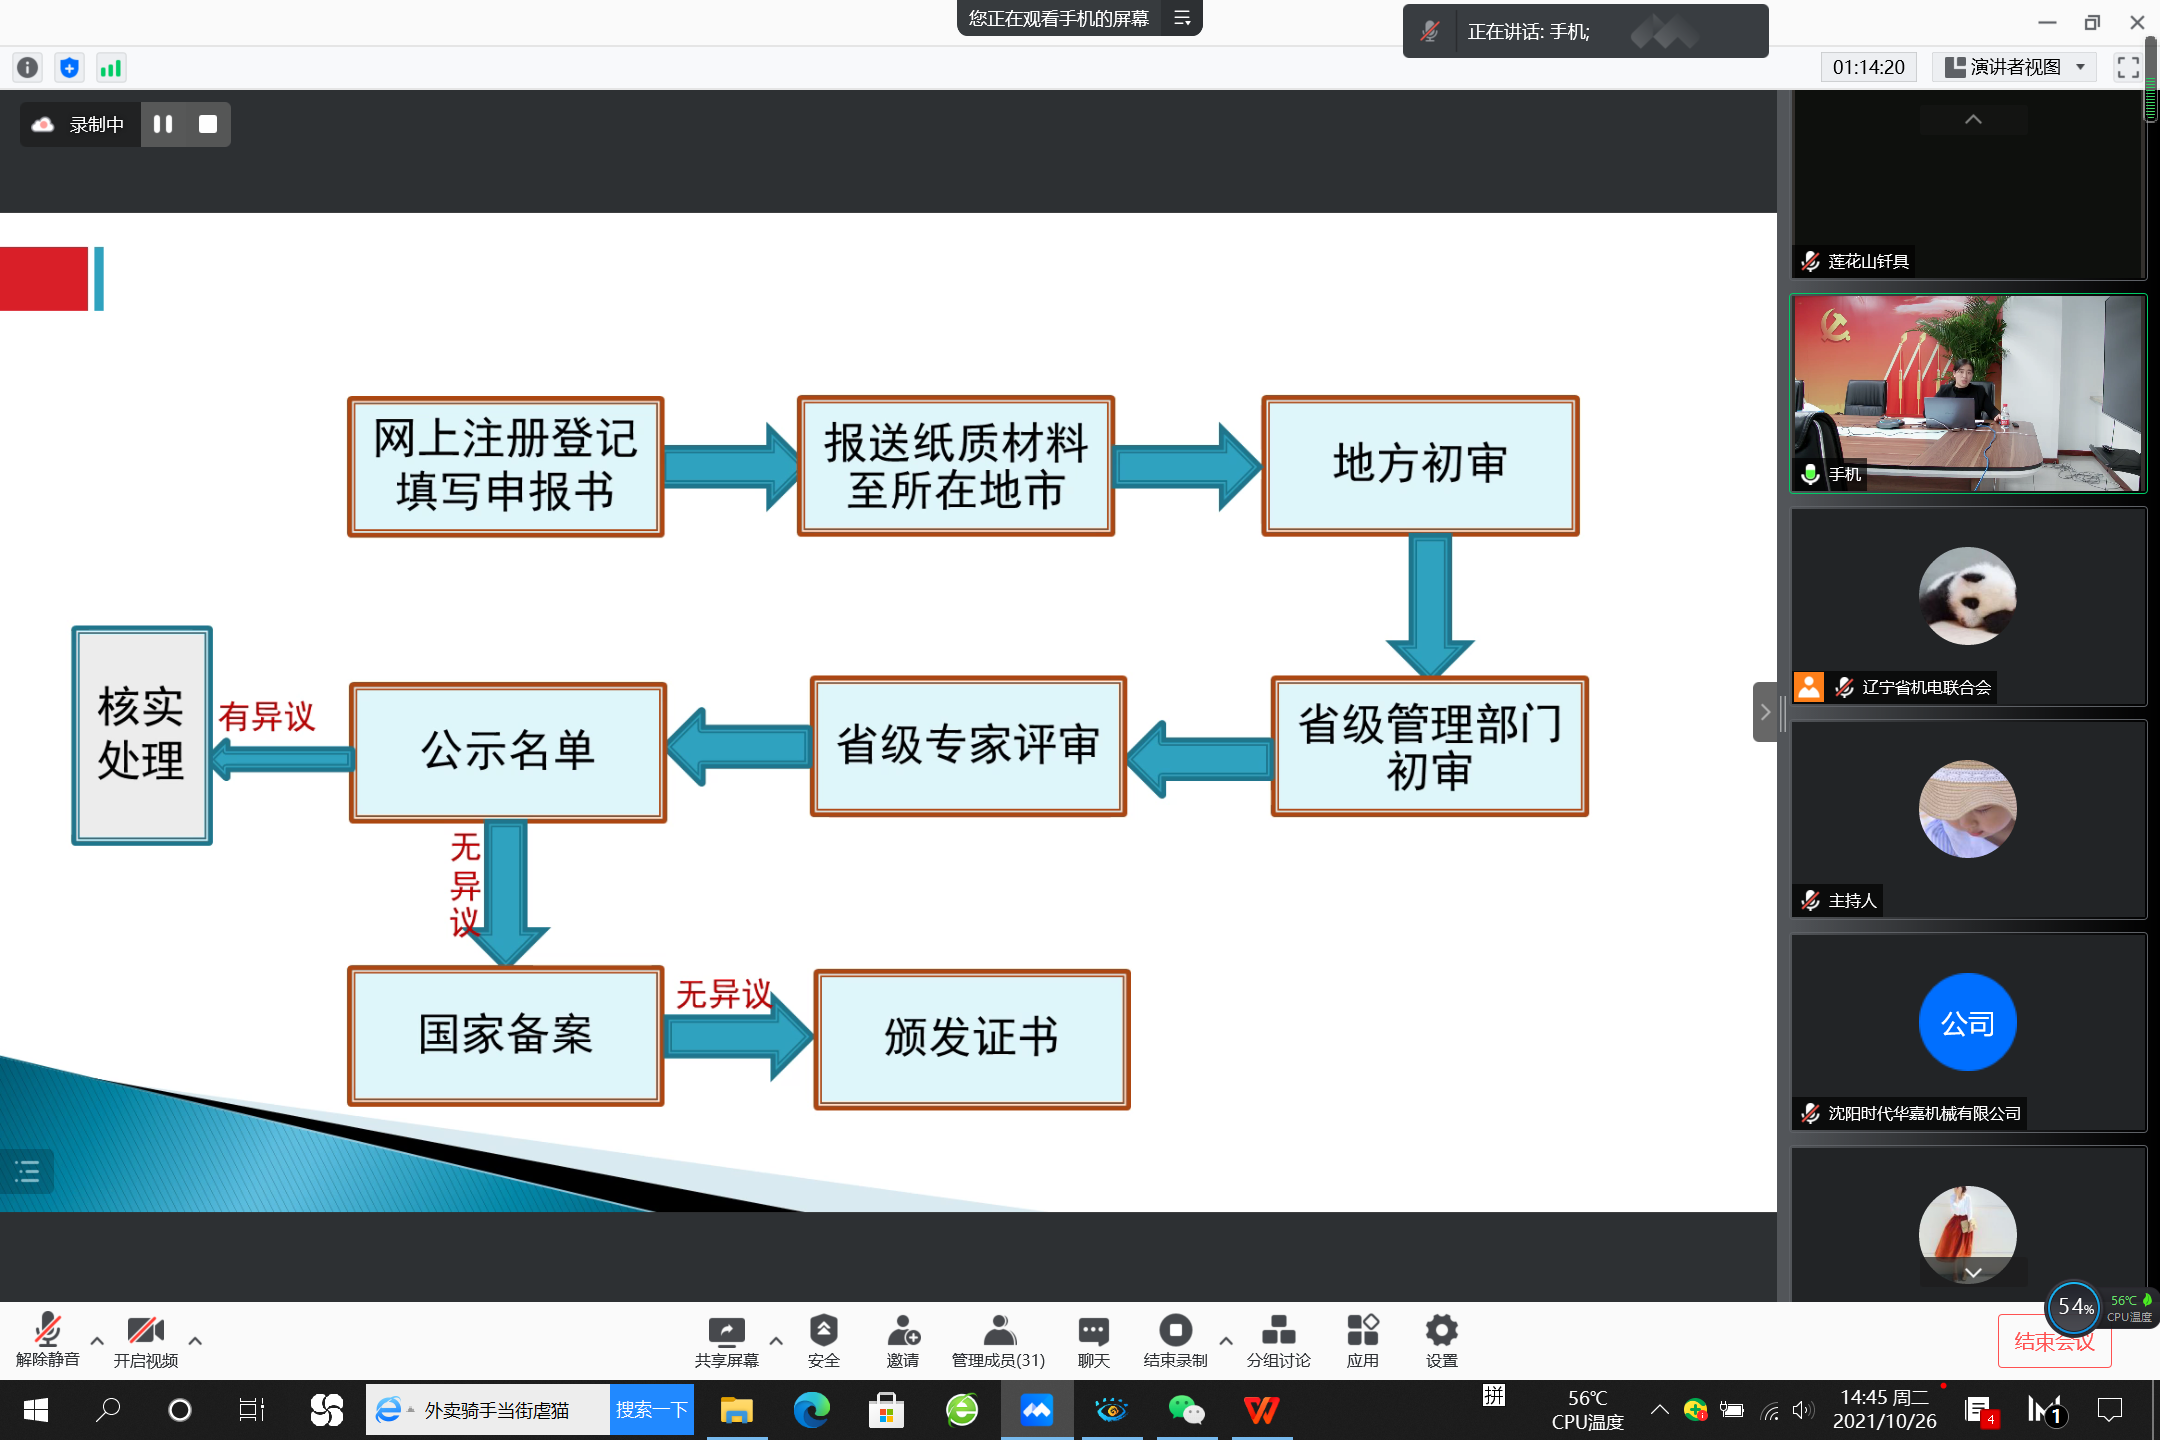 您正在观看手机的屏幕
正在讲话: 手机;
01:14:20
演讲者视图
录制中
网上注册登记
填写申报书
报送纸质材料
至所在地市
地方初审
省级管理部门
初审
省级专家评审
公示名单
有异议
核实
处理
无
异
议
国家备案
无异议
颁发证书
莲花山钎具
手机
辽宁省机电联合会
主持人
公司
沈阳时代华嘉机械有限公司
54%
56℃
CPU温度
解除静音
开启视频
共享屏幕
安全
邀请
管理成员(31)
聊天
结束录制
分组讨论
应用
设置
结束会议
外卖骑手当街虐猫
搜索一下
拼
56℃
CPU温度
14:45 周二
2021/10/26
4
1